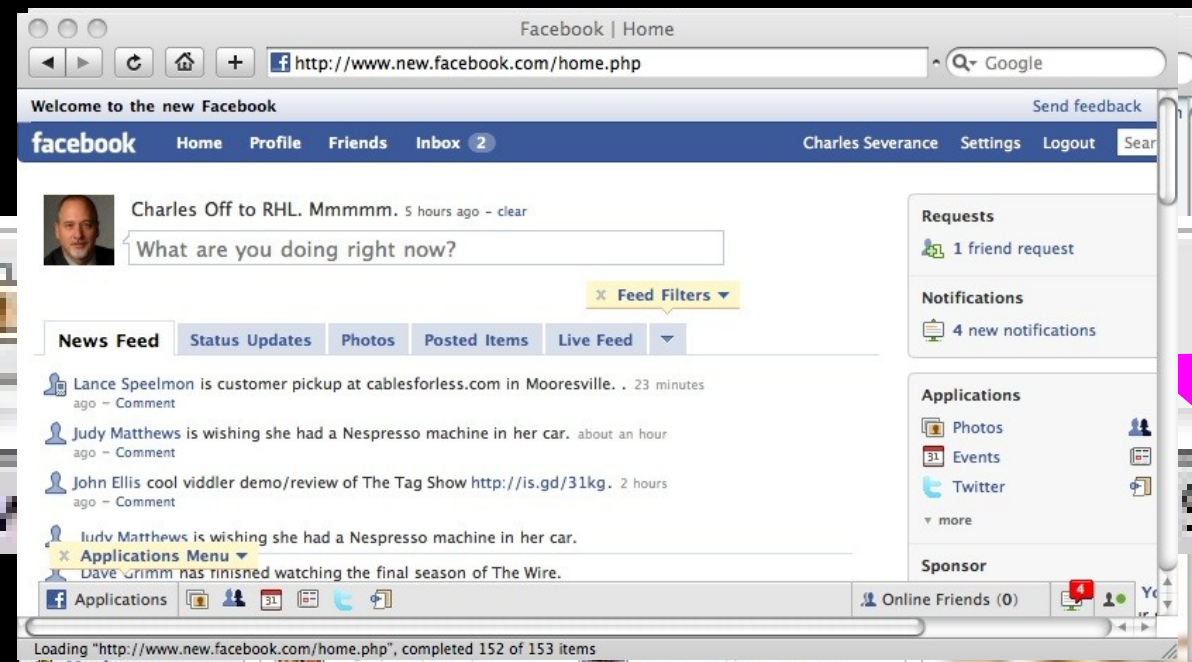 Facebook | Home
http://www.new.facebook.com/home.php
Google
Welcome to the new Facebook
Send feedback
facebook Home Profile Friends Inbox 2 Charles Severance Settings Logout Sear
Charles Off to RHL. Mmmmm. 5 hours ago – clear
What are you doing right now?
x Feed Filters
News Feed Status Updates Photos Posted Items Live Feed
Lance Speelmon is customer pickup at cablesforless.com in Mooresville. . 23 minutes
ago – Comment
Judy Matthews is wishing she had a Nespresso machine in her car. about an hour
ago – Comment
John Ellis cool viddler demo/review of The Tag Show http://is.gd/31kg. 2 hours
ago – Comment
Judy Matthews is wishing she had a Nespresso machine in her car.
x Applications Menu
Dave Grimm has finished watching the final season of The Wire.
Requests
1 friend request
Notifications
4 new notifications
Applications
Photos
31 Events
Twitter
more
Sponsor
Applications 31 Online Friends (0) 4
Loading "http://www.new.facebook.com/home.php", completed 152 of 153 items